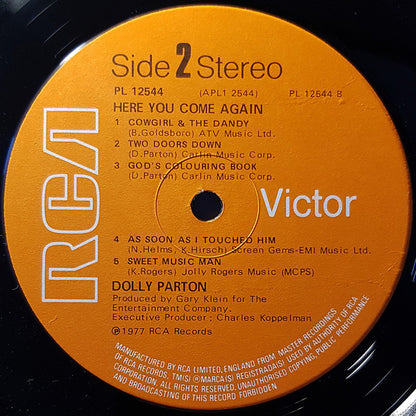 Side 2 Stereo
PL 12544 (APL1 2544) PL 12544 B
HERE YOU COME AGAIN
1 COWGIRL & THE DANDY
(B.Goldsboro) ATV Music Ltd.
2 TWO DOORS DOWN
(D.Parton) Carlin Music Corp.
3 GOD'S COLOURING BOOK
(D.Parton) Carlin Music Corp.
RCA
Victor
4 AS SOON AS I TOUCHED HIM
(N.Helms, K.Hirsch) Screen Gems-EMI Music Ltd.
5 SWEET MUSIC MAN
(K.Rogers) Jolly Rogers Music (MCPS)
DOLLY PARTON
Produced by Gary Klein for The
Entertainment Company.
Executive Producer: Charles Koppelman
℗1977 RCA Records
MANUFACTURED BY RCA LIMITED, ENGLAND FROM MASTER RECORDINGS
OF RCA RECORDS. TM(S) ® MARCA(S) REGISTRADA(S) USED BY AUTHORITY OF RCA
CORPORATION. ALL RIGHTS RESERVED. UNAUTHORISED COPYING, PUBLIC PERFORMANCE,
AND BROADCASTING OF THIS RECORD FORBIDDEN